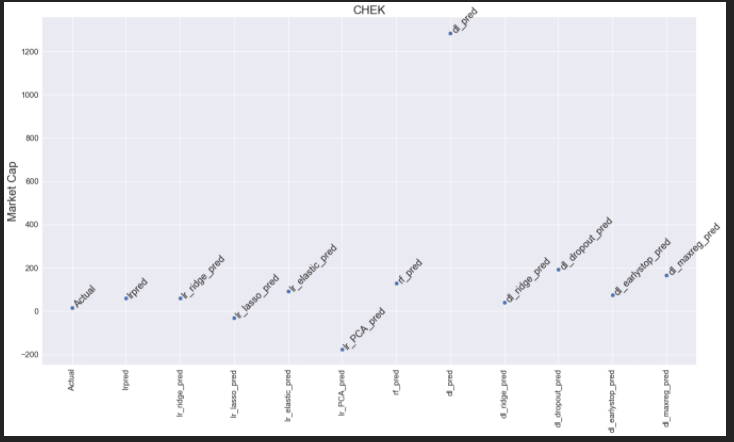 CHEK
Market Cap
1200
1000
800
600
400
200
0
−200
Actual
lrpred
lr_ridge_pred
lr_lasso_pred
lr_elastic_pred
lr_PCA_pred
rf_pred
dl_pred
dl_ridge_pred
dl_dropout_pred
dl_earlystop_pred
dl_maxreg_pred
Actual
lrpred
lr_ridge_pred
lr_lasso_pred
lr_elastic_pred
lr_PCA_pred
rf_pred
dl_pred
dl_ridge_pred
dl_dropout_pred
dl_earlystop_pred
dl_maxreg_pred